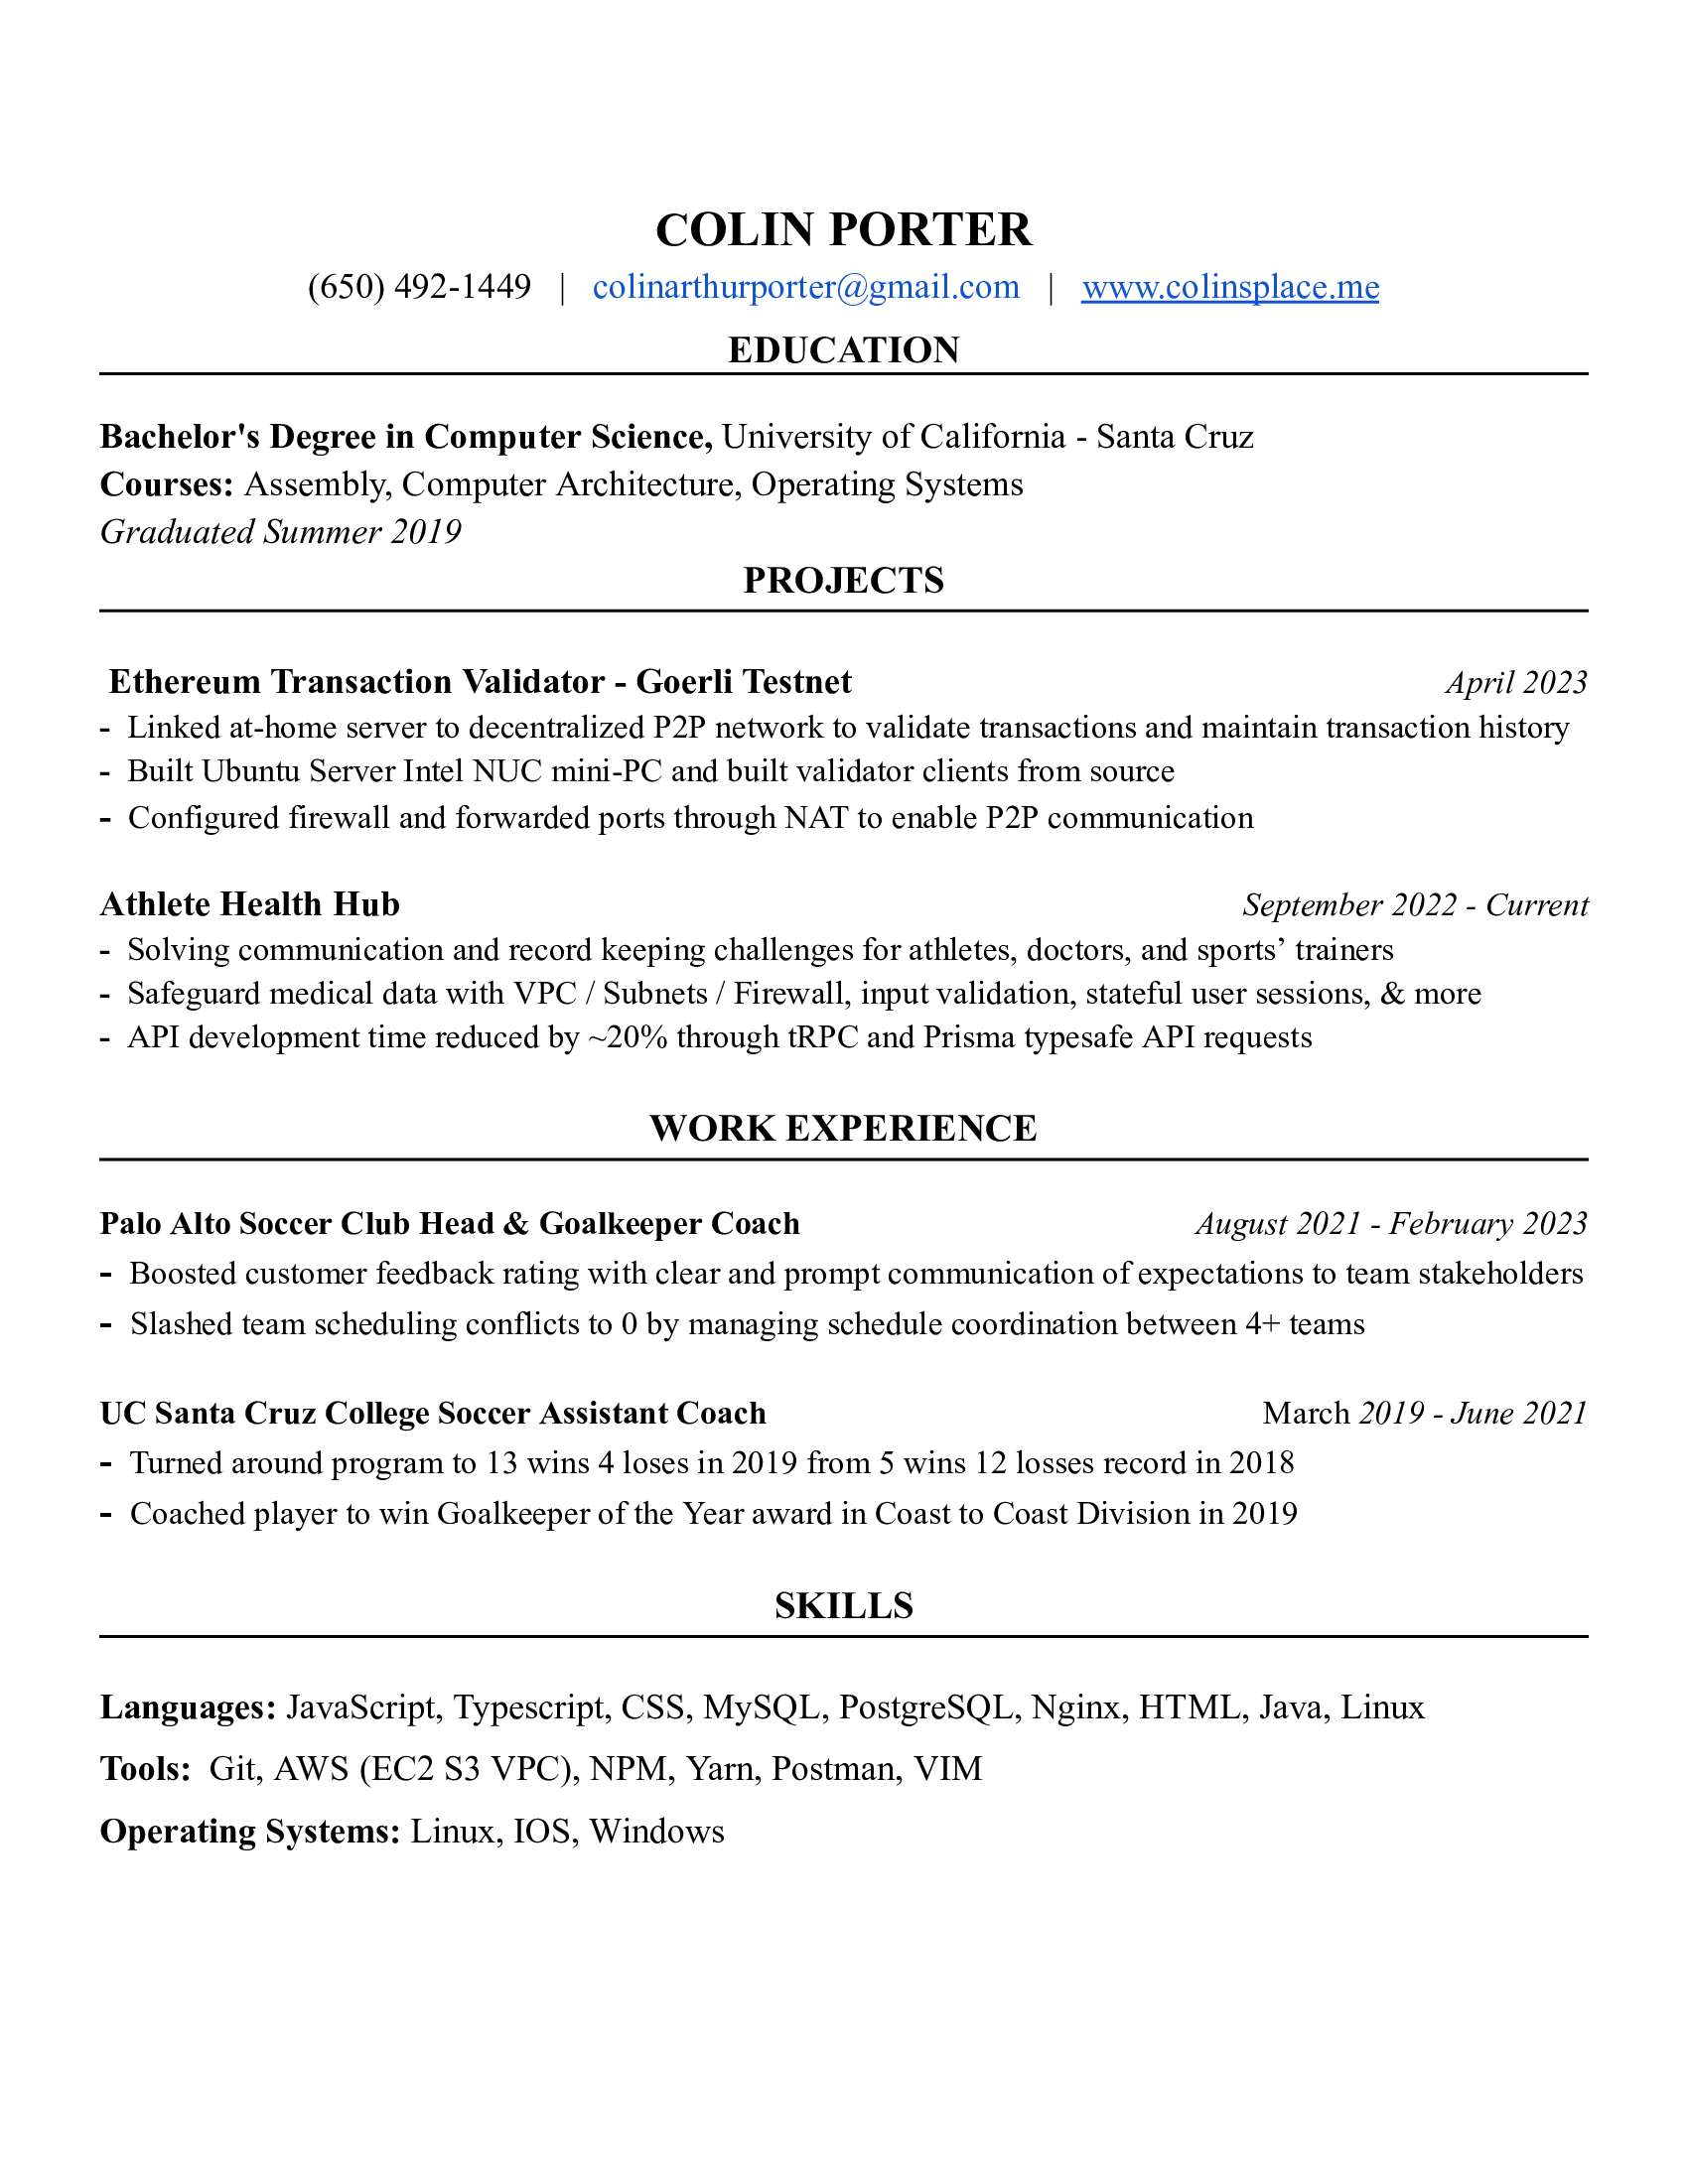 COLIN PORTER
(650) 492-1449 | colinarthurporter@gmail.com | www.colinsplace.me
EDUCATION
Bachelor's Degree in Computer Science, University of California - Santa Cruz
Courses: Assembly, Computer Architecture, Operating Systems
Graduated Summer 2019
PROJECTS
Ethereum Transaction Validator - Goerli Testnet April 2023
- Linked at-home server to decentralized P2P network to validate transactions and maintain transaction history
- Built Ubuntu Server Intel NUC mini-PC and built validator clients from source
- Configured firewall and forwarded ports through NAT to enable P2P communication
Athlete Health Hub September 2022 - Current
- Solving communication and record keeping challenges for athletes, doctors, and sports’ trainers
- Safeguard medical data with VPC / Subnets / Firewall, input validation, stateful user sessions, & more
- API development time reduced by ~20% through tRPC and Prisma typesafe API requests
WORK EXPERIENCE
Palo Alto Soccer Club Head & Goalkeeper Coach August 2021 - February 2023
- Boosted customer feedback rating with clear and prompt communication of expectations to team stakeholders
- Slashed team scheduling conflicts to 0 by managing schedule coordination between 4+ teams
UC Santa Cruz College Soccer Assistant Coach March 2019 - June 2021
- Turned around program to 13 wins 4 loses in 2019 from 5 wins 12 losses record in 2018
- Coached player to win Goalkeeper of the Year award in Coast to Coast Division in 2019
SKILLS
Languages: JavaScript, Typescript, CSS, MySQL, PostgreSQL, Nginx, HTML, Java, Linux
Tools: Git, AWS (EC2 S3 VPC), NPM, Yarn, Postman, VIM
Operating Systems: Linux, IOS, Windows